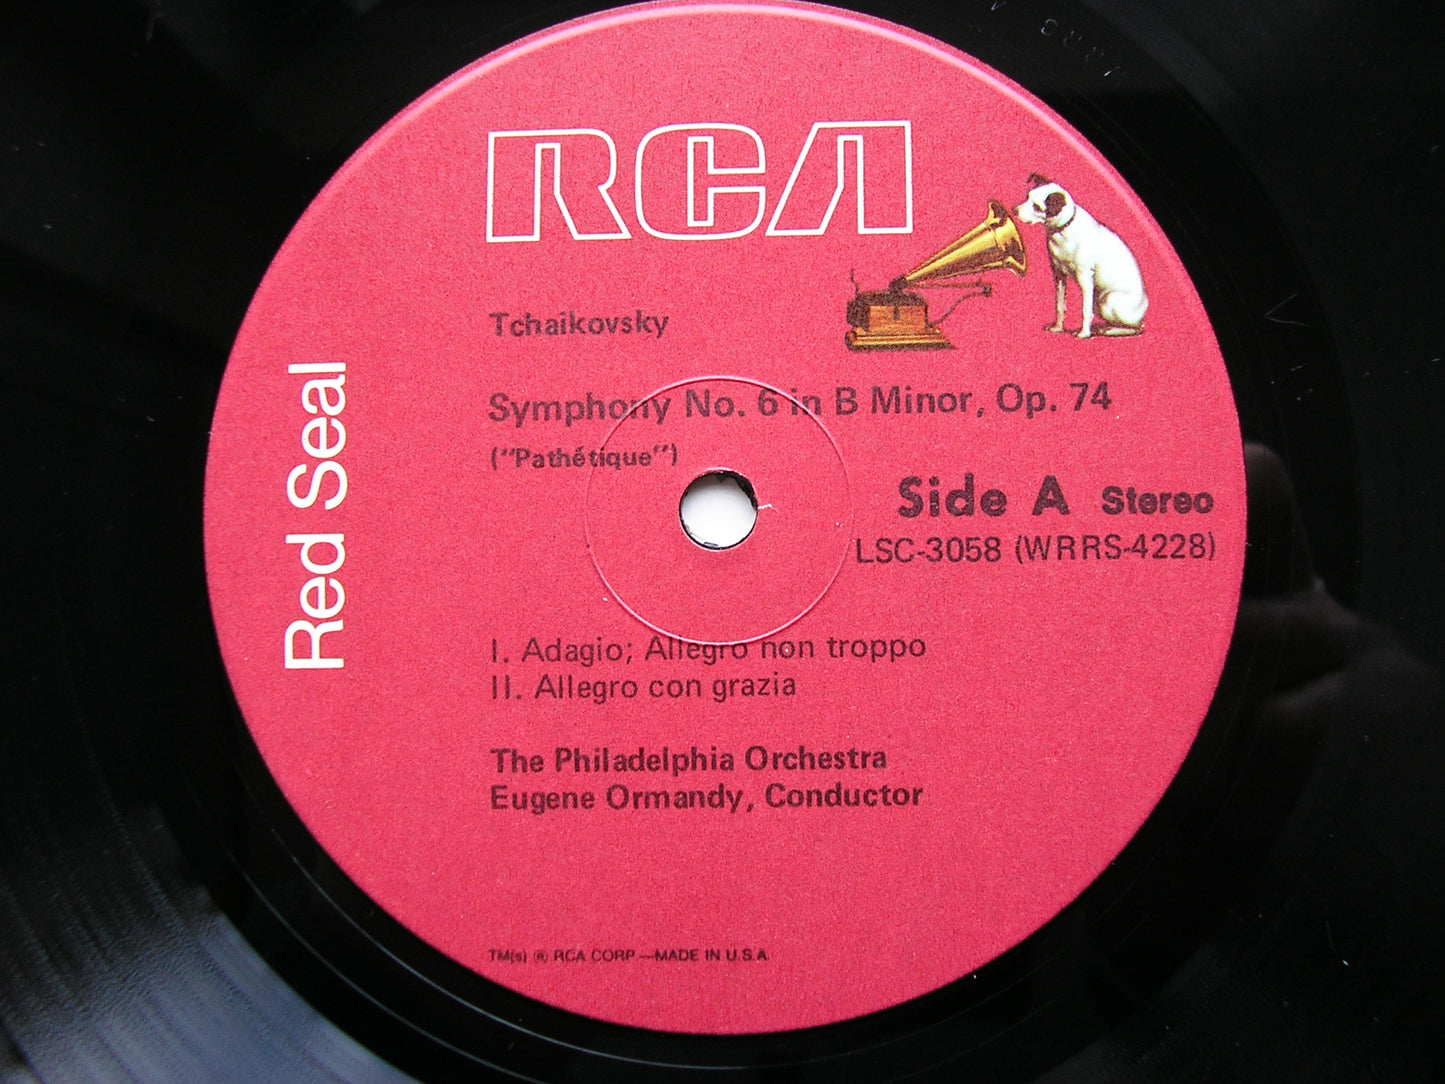 RCA
Red Seal
Tchaikovsky
Symphony No. 6 in B Minor, Op. 74
("Pathétique")
Side A Stereo
LSC-3058 (WRRS-4228)
I. Adagio; Allegro non troppo
II. Allegro con grazia
The Philadelphia Orchestra
Eugene Ormandy, Conductor
TM(s) ® RCA CORP—MADE IN U.S.A.